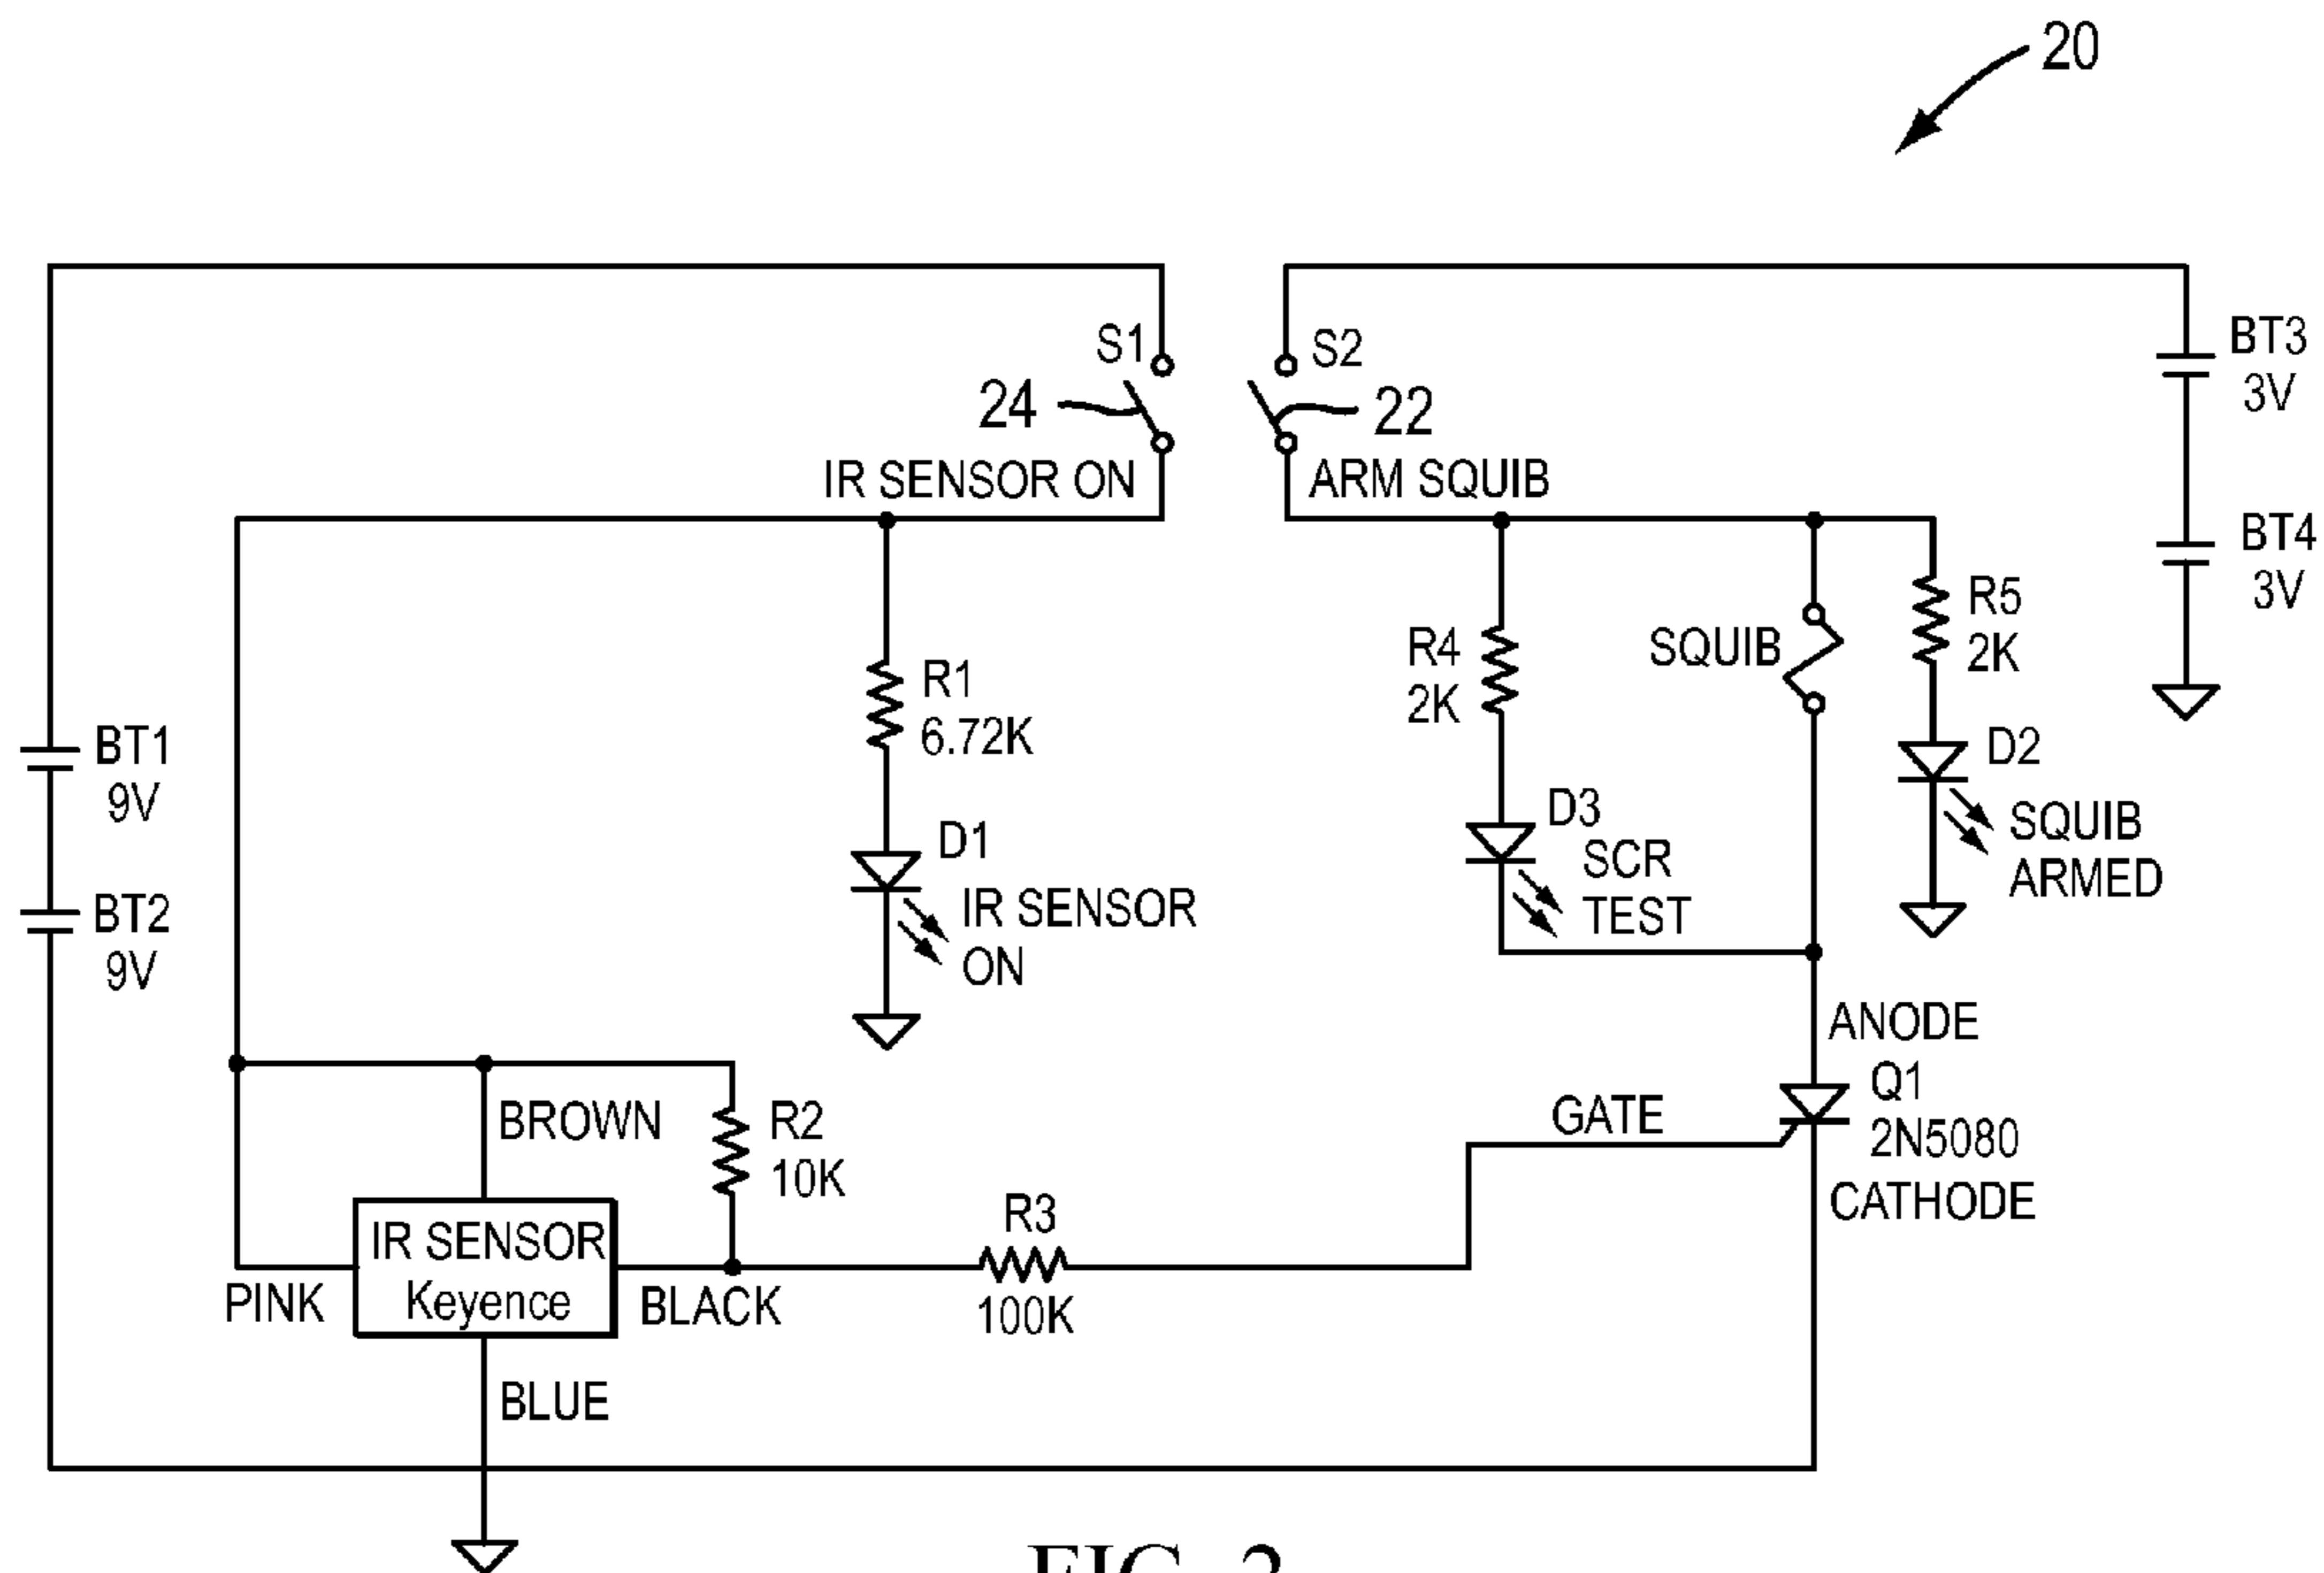 20
S1
S2
24
22
IR SENSOR ON
ARM SQUIB
BT3
3V
BT4
3V
R5
2K
R4
2K
SQUIB
R1
6.72K
BT1
9V
D2
SQUIB
ARMED
D3
SCR
TEST
D1
IR SENSOR
ON
BT2
9V
ANODE
Q1
2N5080
CATHODE
GATE
BROWN
R2
10K
R3
100K
IR SENSOR
Keyence
PINK
BLACK
BLUE